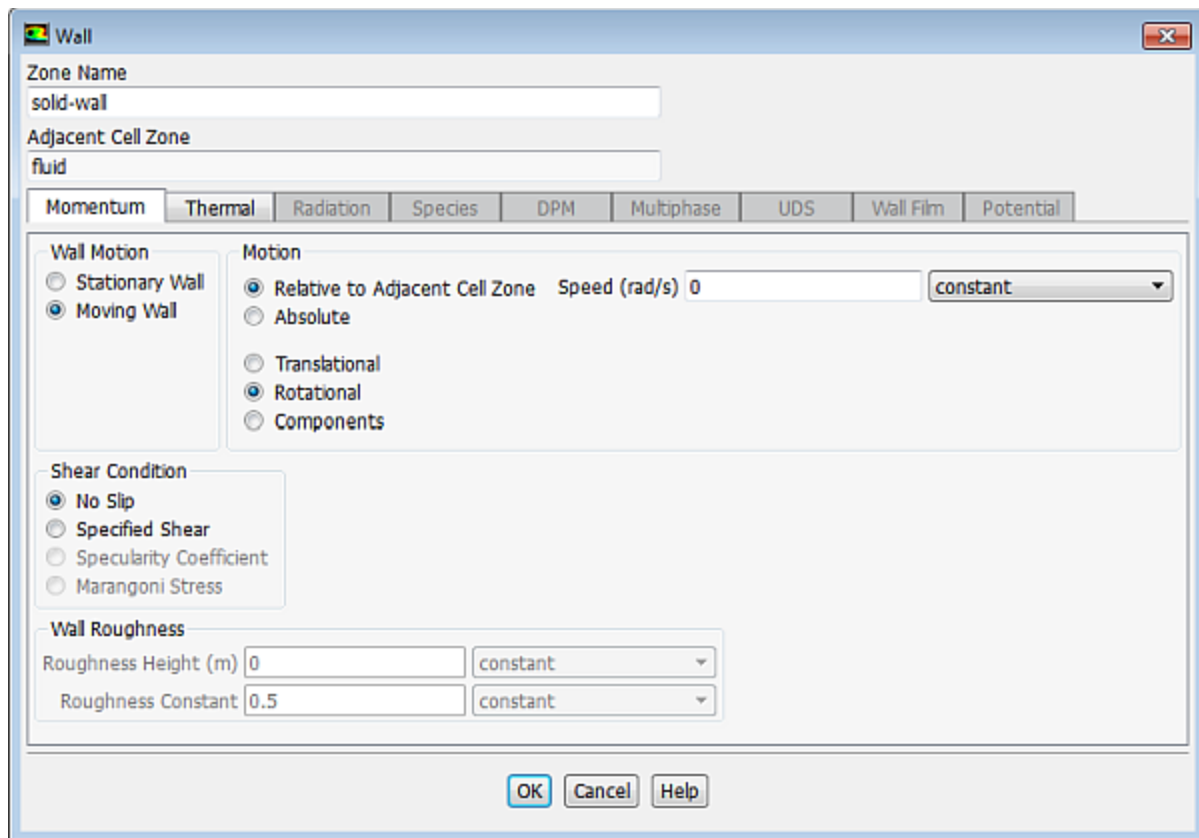 Wall
Zone Name
solid-wall
Adjacent Cell Zone
fluid
Momentum Thermal Radiation Species DPM Multiphase UDS Wall Film Potential
Wall Motion
Stationary Wall
Moving Wall
Motion
Relative to Adjacent Cell Zone Speed (rad/s) 0 constant
Absolute
Translational
Rotational
Components
Shear Condition
No Slip
Specified Shear
Specularity Coefficient
Marangoni Stress
Wall Roughness
Roughness Height (m) 0 constant
Roughness Constant 0.5 constant
OK Cancel Help